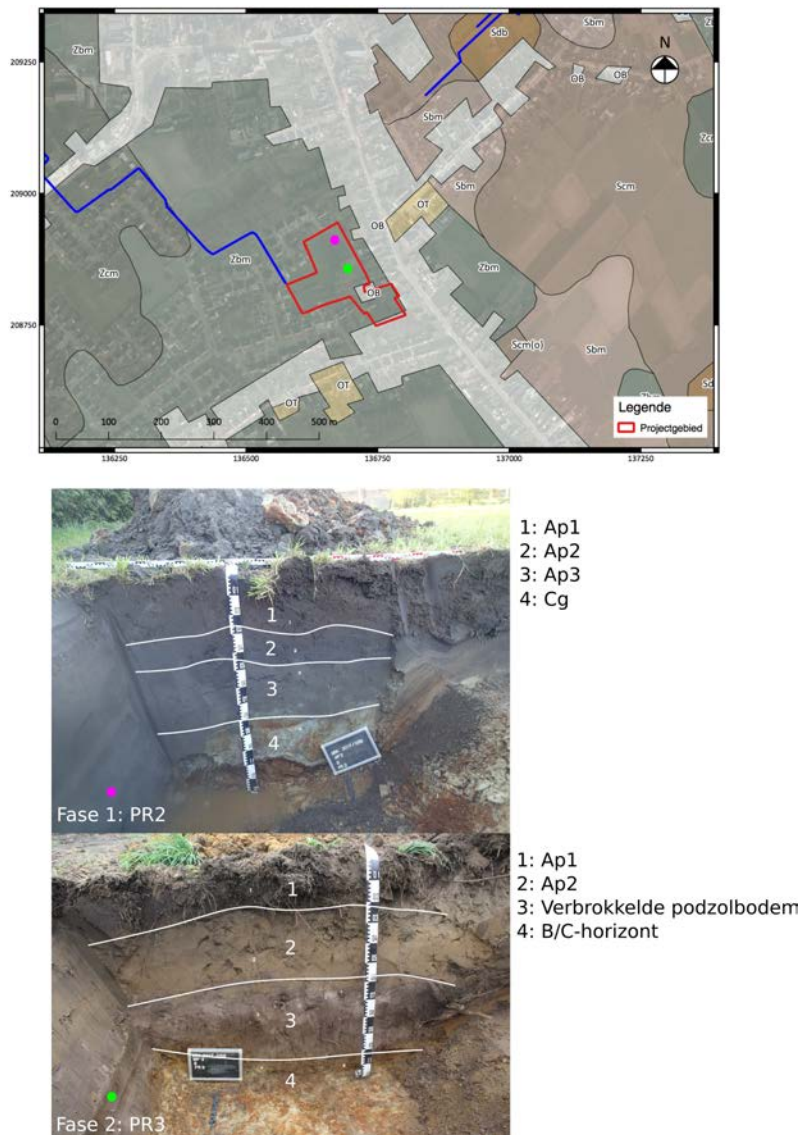 209250
209000
208750
Zbm
Sdb
Sbm
N
OB
OB
Sbm
Zcm
Scm
Sbm
OT
OB
Zbm
Zcm
Zbm
OB
Scm(o)
Sbm
OT
OT
0 100 200 300 400 500 m
Legende
Projectgebied
136250
136500
136750
137000
137250
1: Ap1
2: Ap2
3: Ap3
4: Cg
1
2
3
4
Fase 1: PR2
1: Ap1
2: Ap2
3: Verbrokkelde podzolbodem
4: B/C-horizont
1
2
3
4
Fase 2: PR3